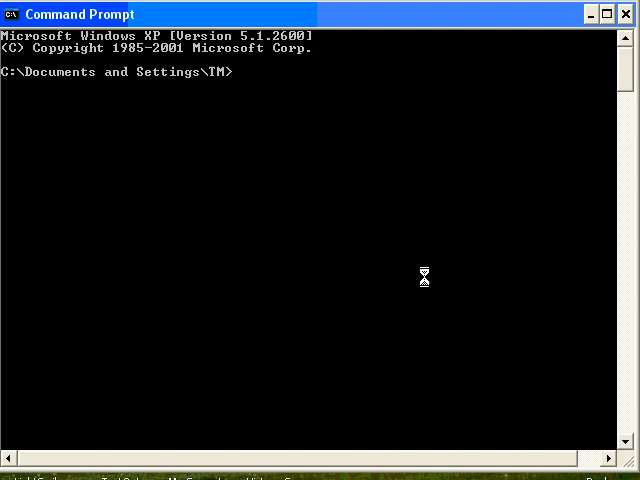 Command Prompt
Microsoft Windows XP [Version 5.1.2600]
(C) Copyright 1985-2001 Microsoft Corp.
C:\Documents and Settings\TM>